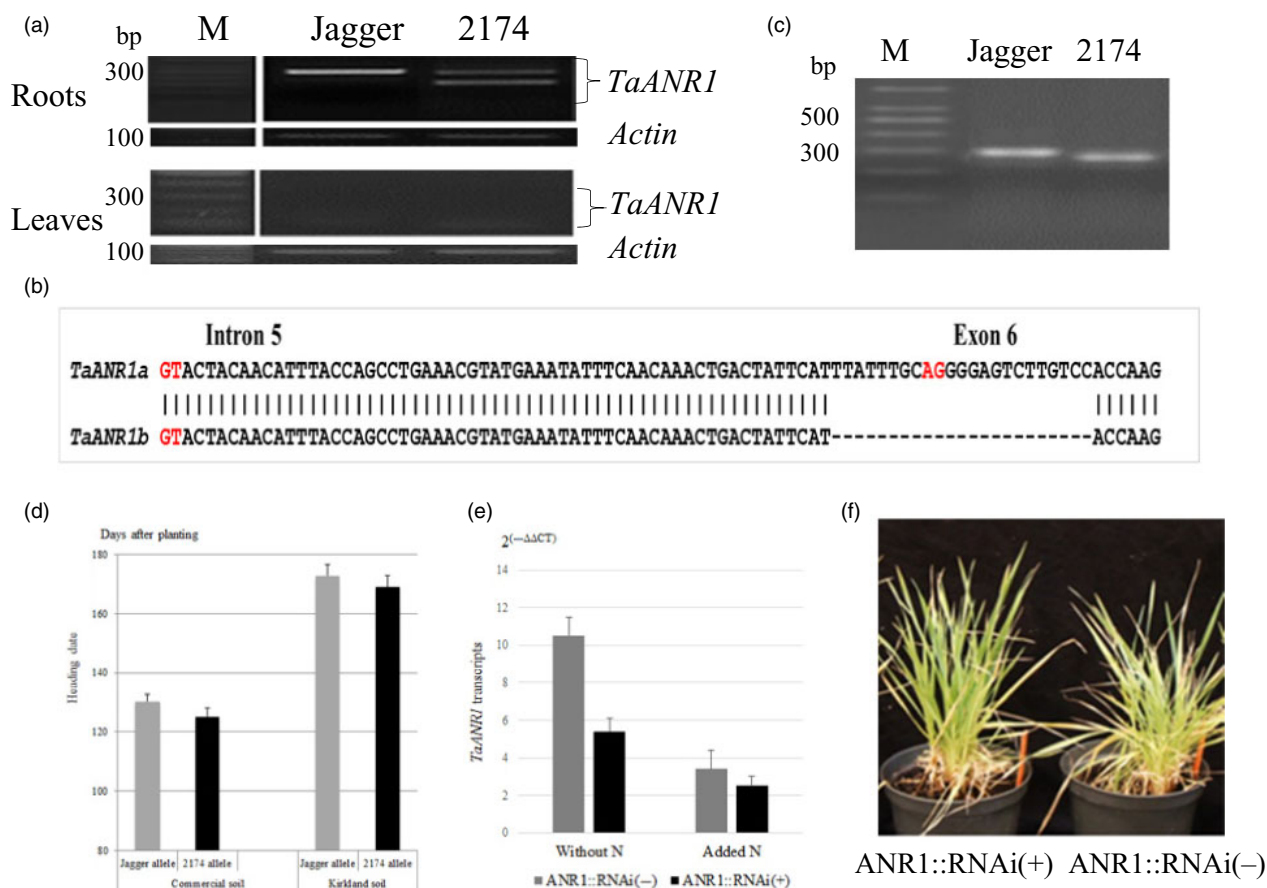 (a)
bp M Jagger 2174
Roots 300 TaANR1
100 Actin
Leaves 300 TaANR1
100 Actin
(c)
M Jagger 2174
bp
500
300
(b)
Intron 5 Exon 6
TaANR1a GTACTACAACATTTACCAGCCTGAAACGTATGAAATATTTCAACAAACTGACTATTCATTTATTTGCAGGGGAGTCTTGTCCACCAAG
TaANR1b GTACTACAACATTTACCAGCCTGAAACGTATGAAATATTTCAACAAACTGACTATTCAT-----------------------ACCAAG
(d)
Days after planting
180
160
140
120
100
80
Heading date
Jagger allele 2174 allele Jagger allele 2174 allele
Commercial soil Kirkland soil
(e)
2(—ΔΔCT)
14
12
10
8
6
4
2
0
TaANR1 transcripts
Without N Added N
ANR1::RNAi(−) ANR1::RNAi(+)
(f)
ANR1::RNAi(+) ANR1::RNAi(−)